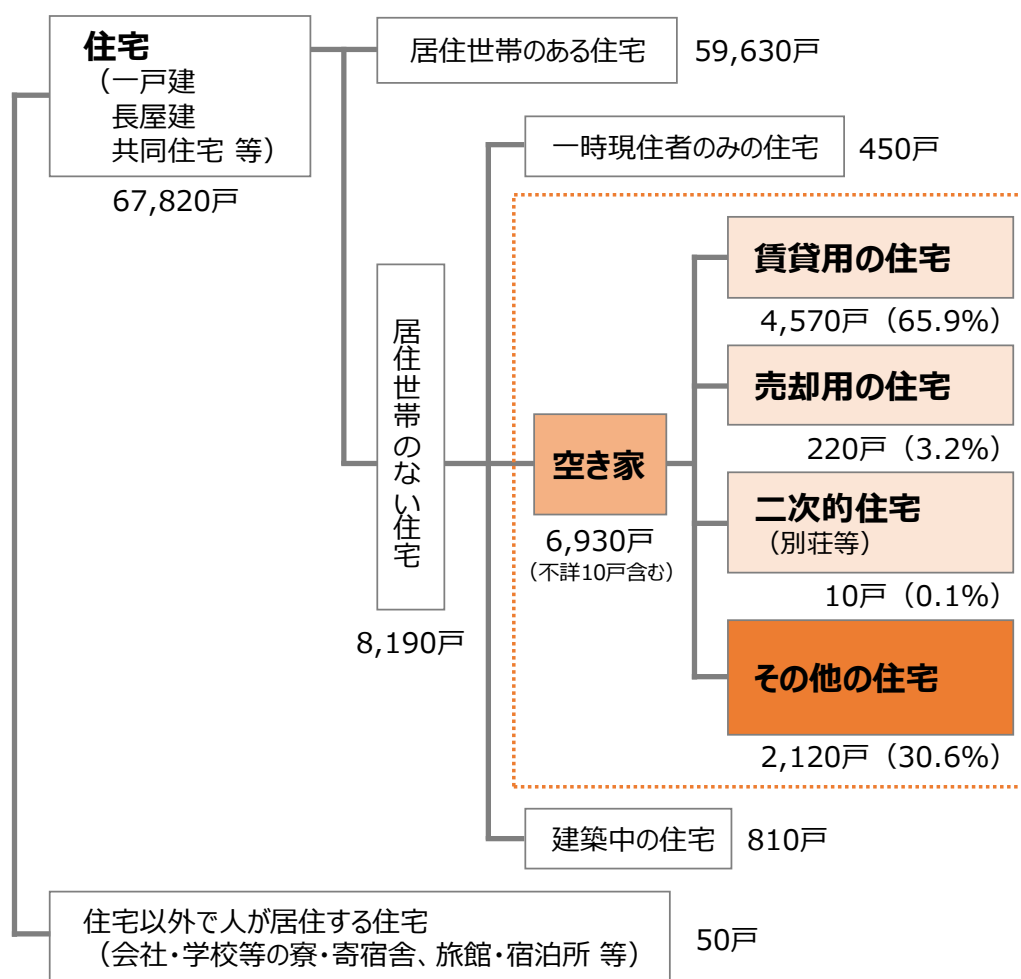 住宅
（一戸建
長屋建
共同住宅 等）
67,820戸
居住世帯のある住宅
59,630戸
居住世帯のない住宅
8,190戸
一時現住者のみの住宅
450戸
空き家
6,930戸
（不詳10戸含む）
賃貸用の住宅
4,570戸（65.9%）
売却用の住宅
220戸（3.2%）
二次的住宅
（別荘等）
10戸（0.1%）
その他の住宅
2,120戸（30.6%）
建築中の住宅
810戸
住宅以外で人が居住する住宅
（会社・学校等の寮・寄宿舎、旅館・宿泊所 等）
50戸